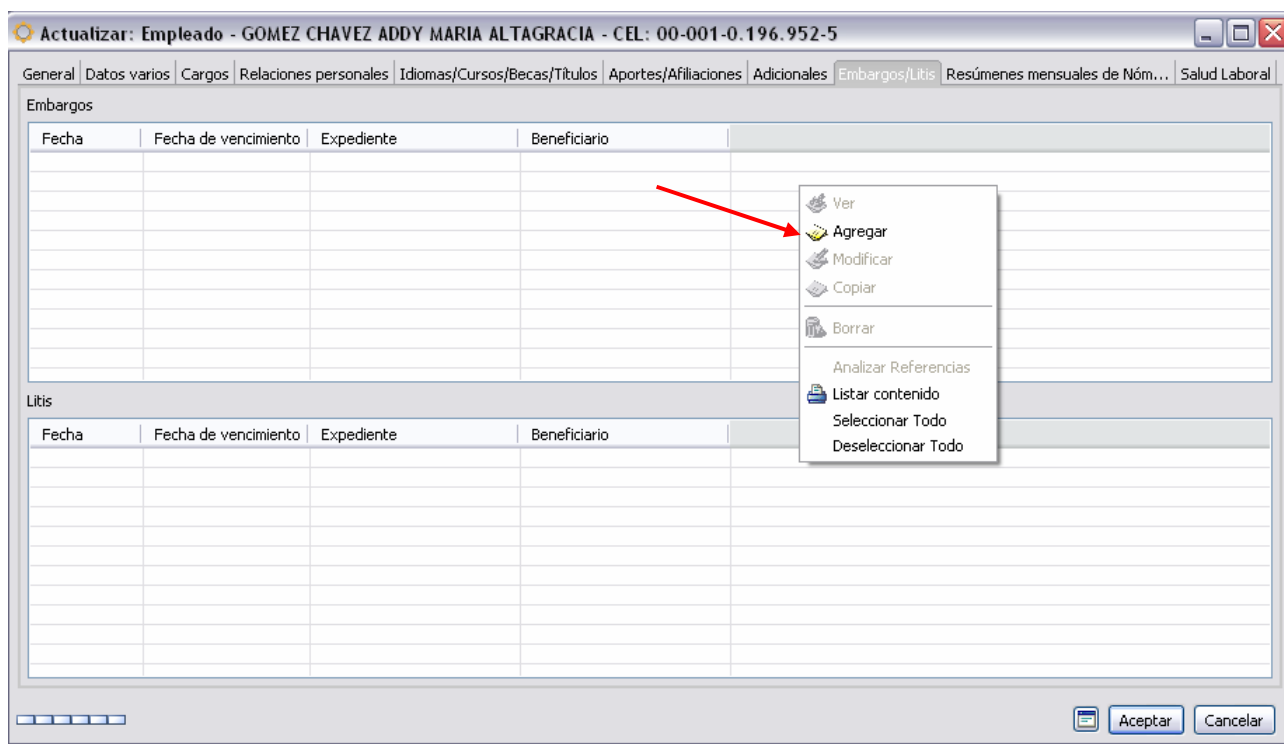 Actualizar: Empleado - GOMEZ CHAVEZ ADDY MARIA ALTAGRACIA - CEL: 00-001-0.196.952-5
General Datos varios Cargos Relaciones personales Idiomas/Cursos/Becas/Títulos Aportes/Afiliaciones Adicionales Embargos/Litis Resúmenes mensuales de Nóm... Salud Laboral
Embargos
Fecha Fecha de vencimiento Expediente Beneficiario
Ver
Agregar
Modificar
Copiar
Borrar
Analizar Referencias
Listar contenido
Seleccionar Todo
Deseleccionar Todo
Litis
Fecha Fecha de vencimiento Expediente Beneficiario
Aceptar Cancelar